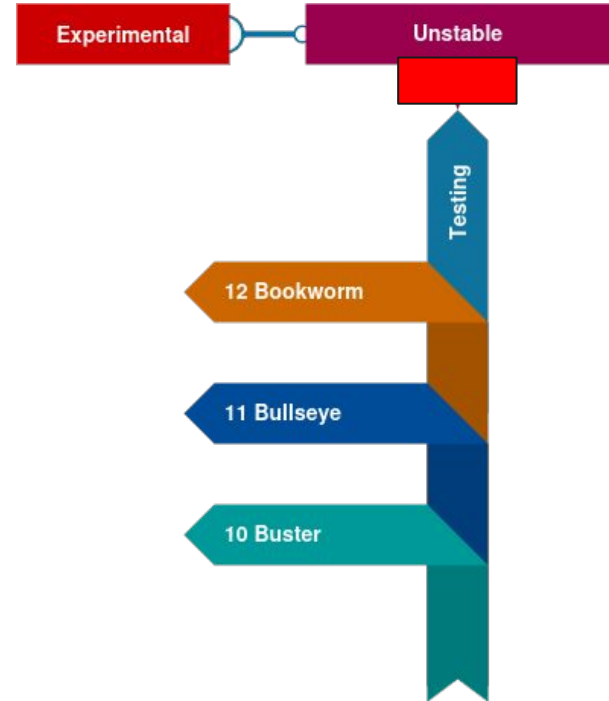 Experimental
Unstable
Testing
12 Bookworm
11 Bullseye
10 Buster